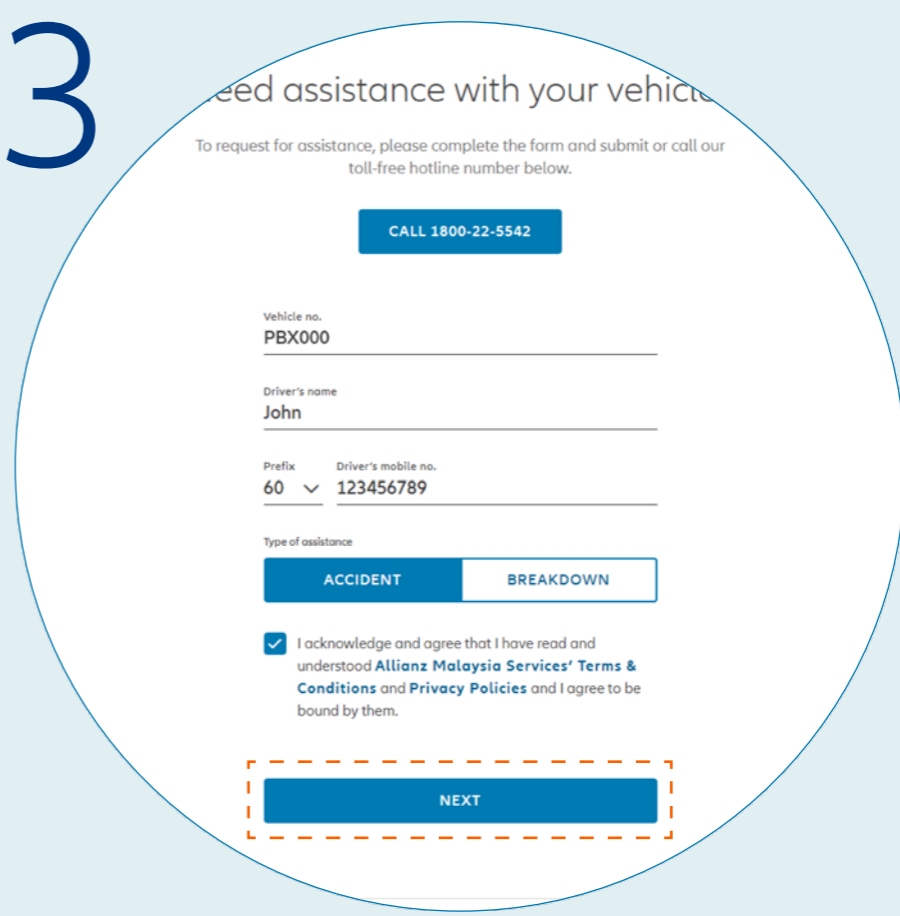 3
eed assistance with your vehicle
To request for assistance, please complete the form and submit or call our
toll-free hotline number below.
CALL 1800-22-5542
Vehicle no.
PBX000
Driver's name
John
Prefix Driver's mobile no.
60 123456789
Type of assistance
ACCIDENT BREAKDOWN
I acknowledge and agree that I have read and
understood Allianz Malaysia Services' Terms &
Conditions and Privacy Policies and I agree to be
bound by them.
NEXT